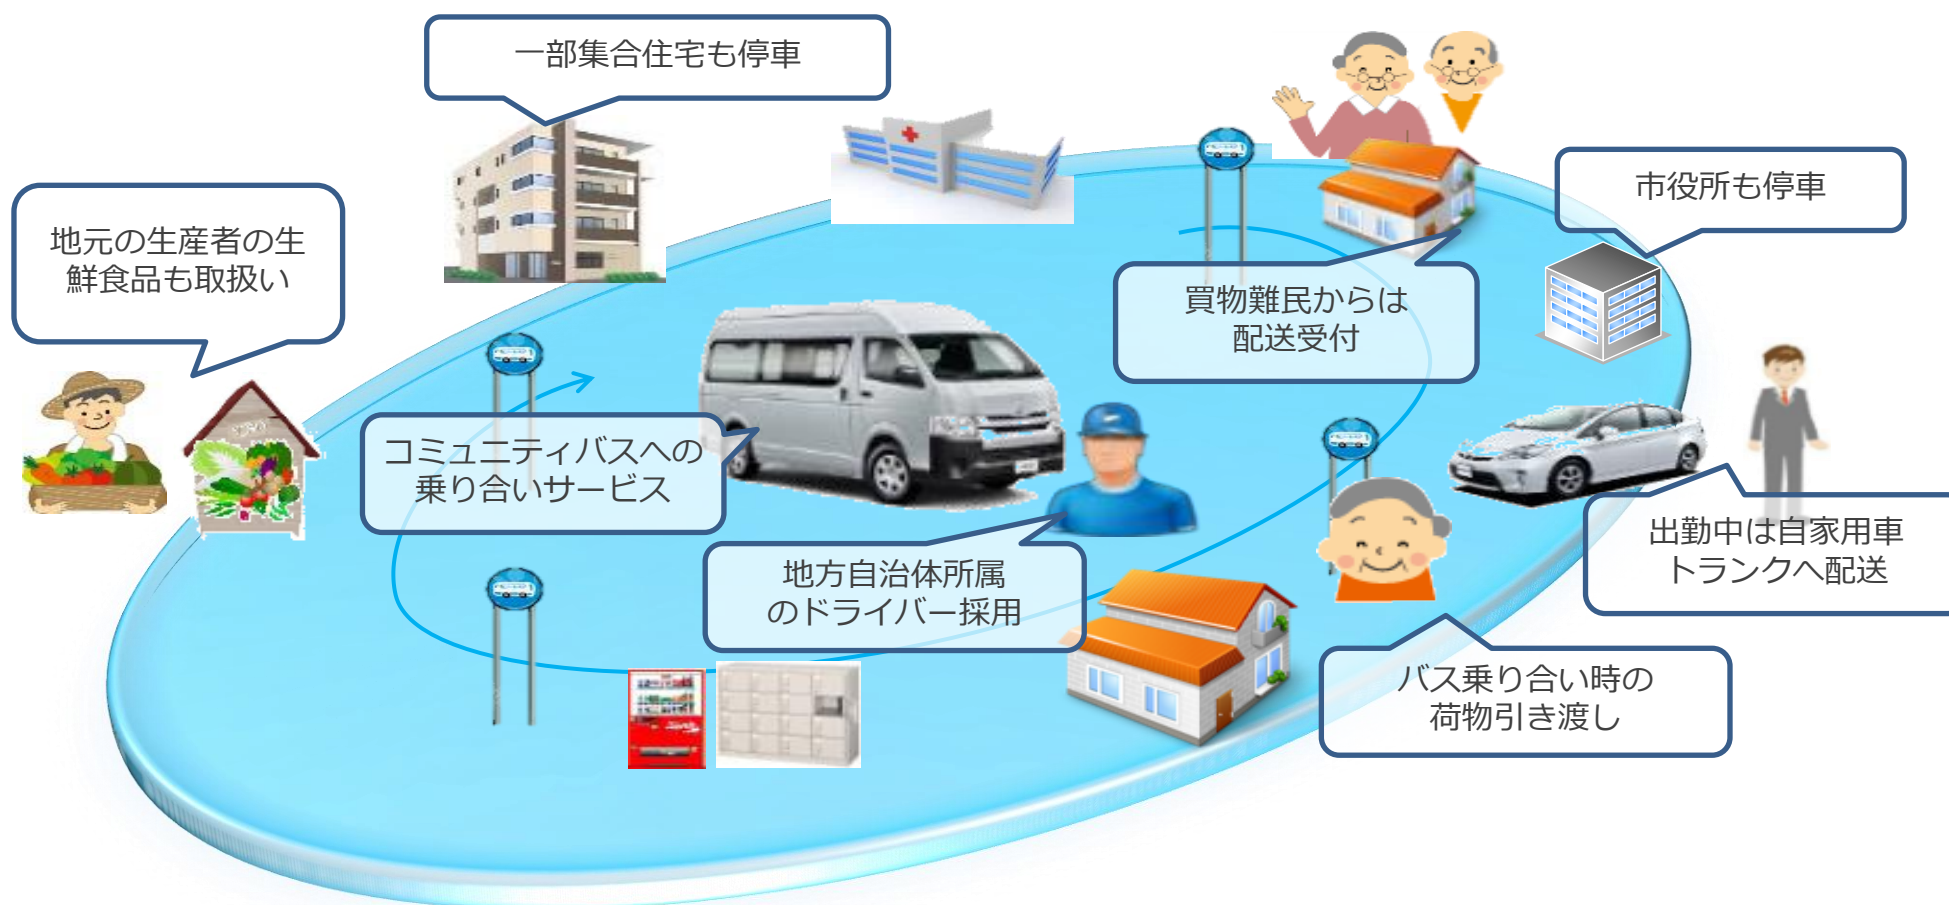 一部集合住宅も停車
市役所も停車
地元の生産者の生
鮮食品も取扱い
買物難民からは
配送受付
コミュニティバスへの
乗り合いサービス
地方自治体所属
のドライバー採用
出勤中は自家用車
トランクへ配送
バス乗り合い時の
荷物引き渡し